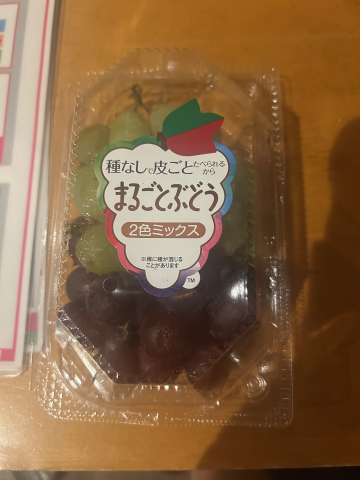 種なしで皮ごとたべられるから
まるごとぶどう
2色ミックス
※稀に種が混じる
ことがあります
TM